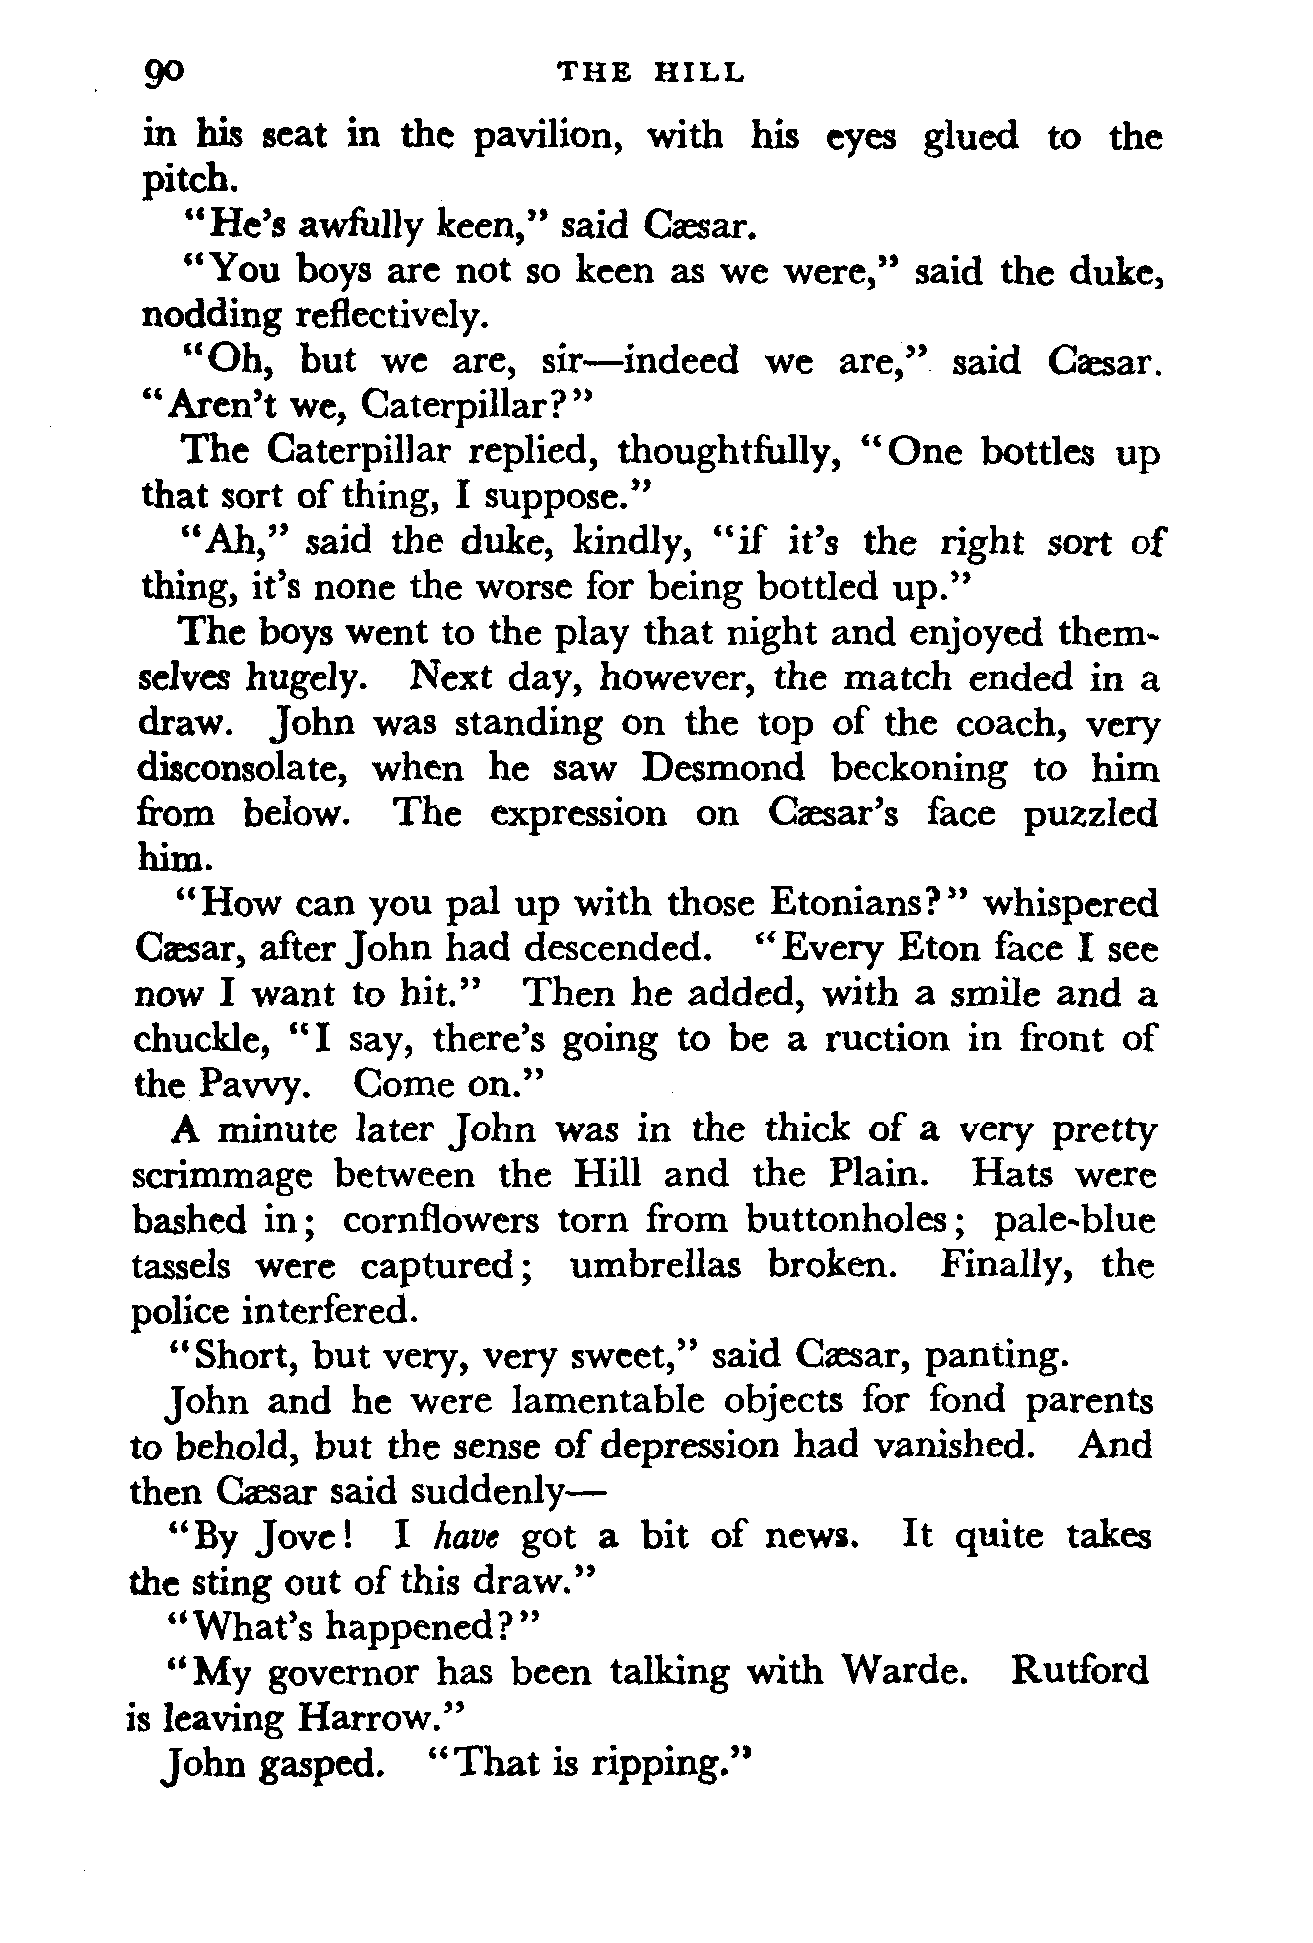 90 THE HILL
in his seat in the pavilion, with his eyes glued to the
pitch.
“He’s awfully keen,” said Cæsar.
“You boys are not so keen as we were,” said the duke,
nodding reflectively.
“Oh, but we are, sir—indeed we are,” said Cæsar.
“Aren’t we, Caterpillar?”
The Caterpillar replied, thoughtfully, “One bottles up
that sort of thing, I suppose.”
“Ah,” said the duke, kindly, “if it’s the right sort of
thing, it’s none the worse for being bottled up.”
The boys went to the play that night and enjoyed them-
selves hugely. Next day, however, the match ended in a
draw. John was standing on the top of the coach, very
disconsolate, when he saw Desmond beckoning to him
from below. The expression on Cæsar’s face puzzled
him.
“How can you pal up with those Etonians?” whispered
Cæsar, after John had descended. “Every Eton face I see
now I want to hit.” Then he added, with a smile and a
chuckle, “I say, there’s going to be a ruction in front of
the Pavvy. Come on.”
A minute later John was in the thick of a very pretty
scrimmage between the Hill and the Plain. Hats were
bashed in; cornflowers torn from buttonholes; pale-blue
tassels were captured; umbrellas broken. Finally, the
police interfered.
“Short, but very, very sweet,” said Cæsar, panting.
John and he were lamentable objects for fond parents
to behold, but the sense of depression had vanished. And
then Cæsar said suddenly—
“By Jove! I have got a bit of news. It quite takes
the sting out of this draw.”
“What’s happened?”
“My governor has been talking with Warde. Rutford
is leaving Harrow.”
John gasped. “That is ripping.”